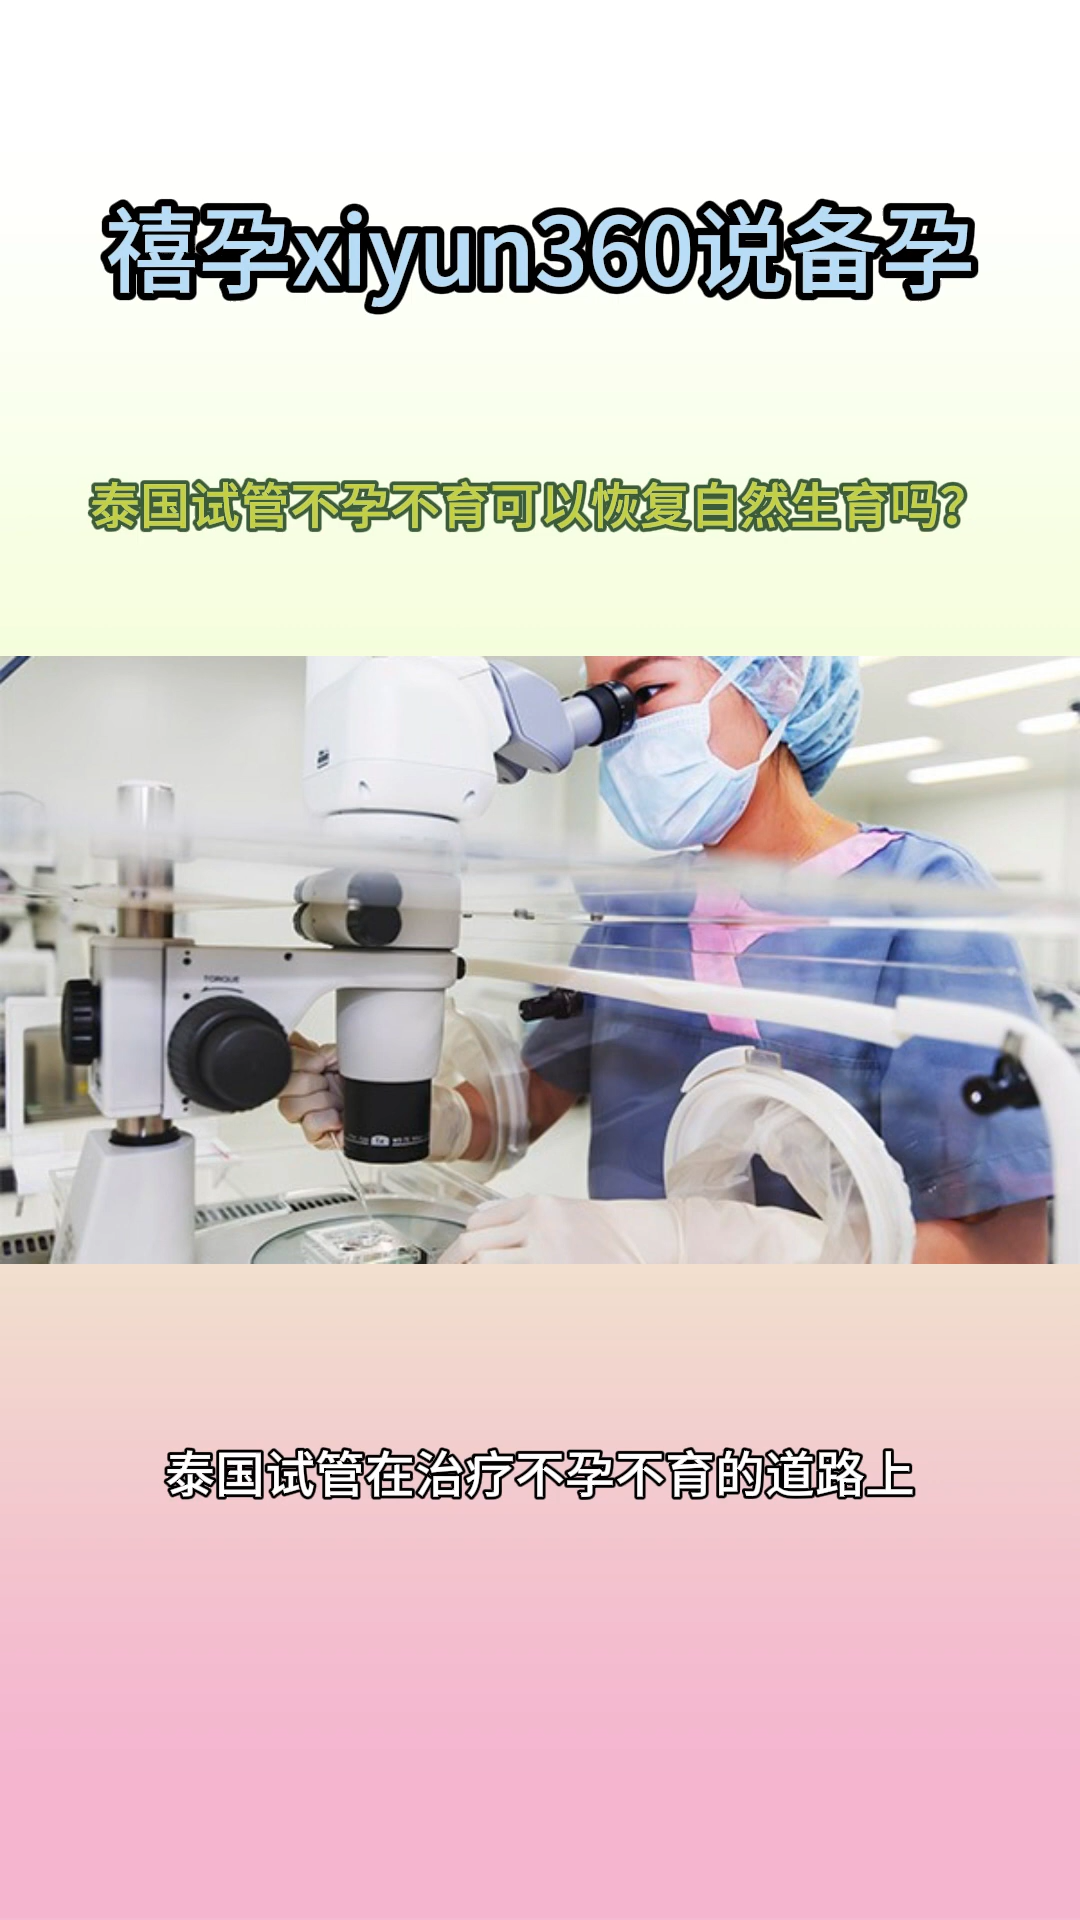 禧孕xiyun360说备孕
泰国试管不孕不育可以恢复自然生育吗？
TORQUE
泰国试管在治疗不孕不育的道路上